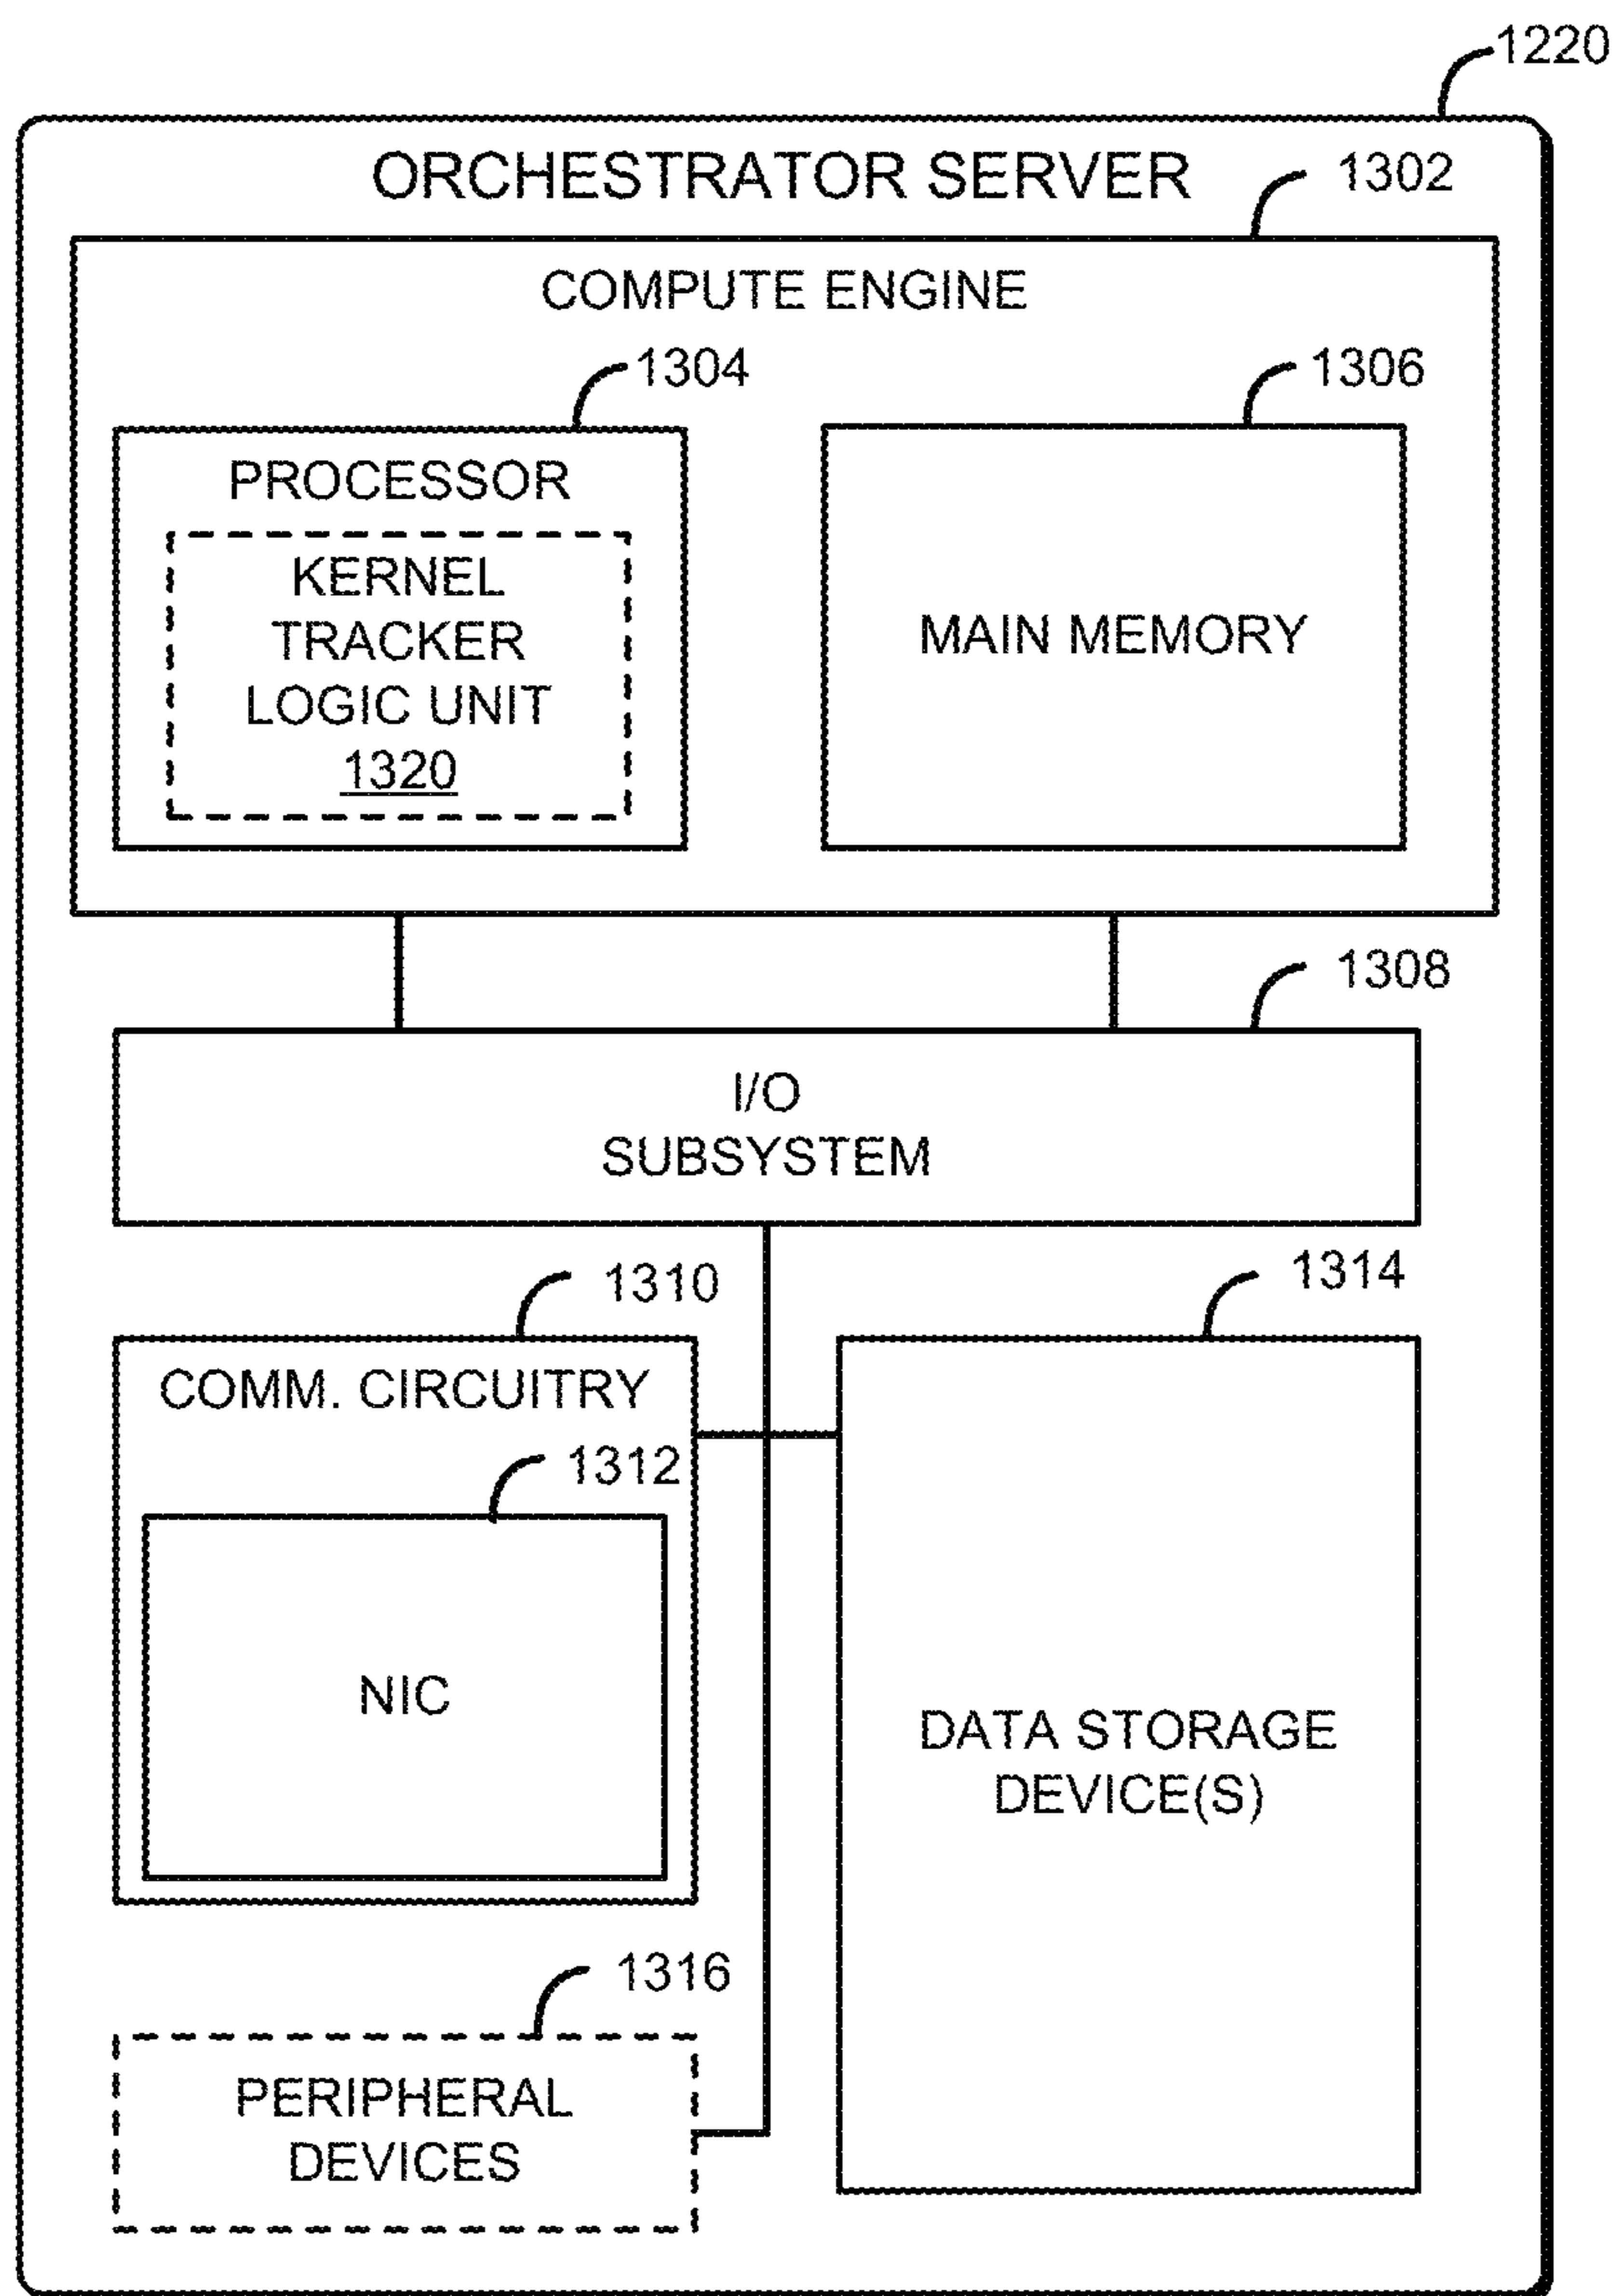 1220
ORCHESTRATOR SERVER
1302
COMPUTE ENGINE
1304
1306
PROCESSOR
KERNEL
TRACKER
LOGIC UNIT
1320
MAIN MEMORY
1308
I/O
SUBSYSTEM
1310
1314
COMM. CIRCUITRY
1312
NIC
DATA STORAGE
DEVICE(S)
1316
PERIPHERAL
DEVICES